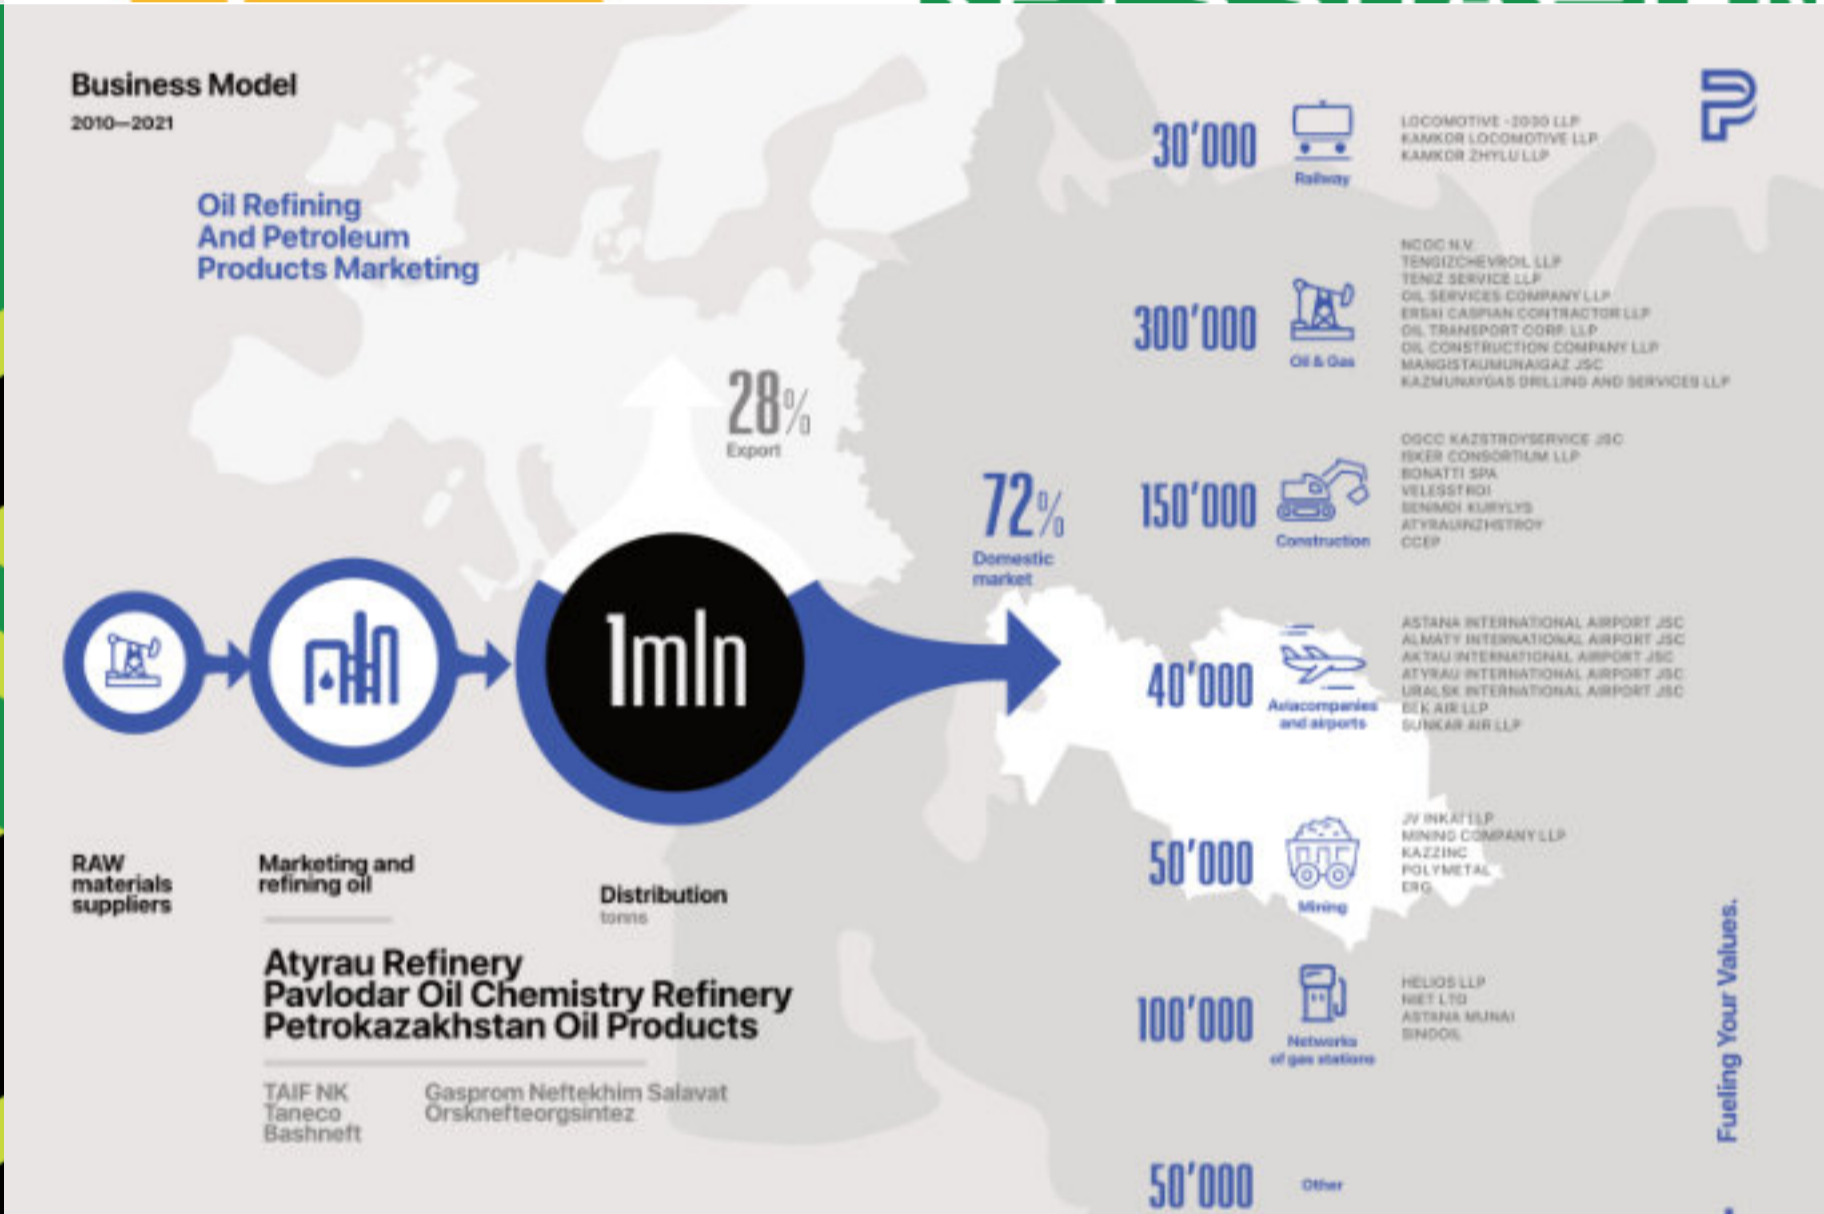 Business Model
2010—2021
Oil Refining
And Petroleum
Products Marketing
28%
Export
72%
Domestic
market
1mln
RAW
materials
suppliers
Marketing and
refining oil
Distribution
tonns
Atyrau Refinery
Pavlodar Oil Chemistry Refinery
Petrokazakhstan Oil Products
TAIF NK
Taneco
Bashneft
Gasprom Neftekhim Salavat
Orsknefteorgsintez
30'000
Railway
LOCOMOTIVE -2030 LLP
KAMKOR LOCOMOTIVE LLP
KAMKOR ZHYLU LLP
300'000
Oil & Gas
NCOC N.V.
TENGIZCHEVROIL LLP
TENIZ SERVICE LLP
OIL SERVICES COMPANY LLP
ERSAI CASPIAN CONTRACTOR LLP
OIL TRANSPORT CORP. LLP
OIL CONSTRUCTION COMPANY LLP
MANGISTAUMUNAIGAZ JSC
KAZMUNAYGAS DRILLING AND SERVICES LLP
150'000
Construction
OGCC KAZSTROYSERVICE JSC
ISKER CONSORTIUM LLP
BONATTI SPA
VELESSTROI
SENIMDI KURYLYS
ATYRAUINZHSTROY
CCEP
40'000
Aviacompanies
and airports
ASTANA INTERNATIONAL AIRPORT JSC
ALMATY INTERNATIONAL AIRPORT JSC
AKTAU INTERNATIONAL AIRPORT JSC
ATYRAU INTERNATIONAL AIRPORT JSC
URALSK INTERNATIONAL AIRPORT JSC
BEK AIR LLP
SUNKAR AIR LLP
50'000
Mining
JV INKAI LLP
MINING COMPANY LLP
KAZZINC
POLYMETAL
ERG
100'000
Networks
of gas stations
HELIOS LLP
NIET LTD
ASTANA MUNAI
SINOOIL
50'000
Other
Fueling Your Values.